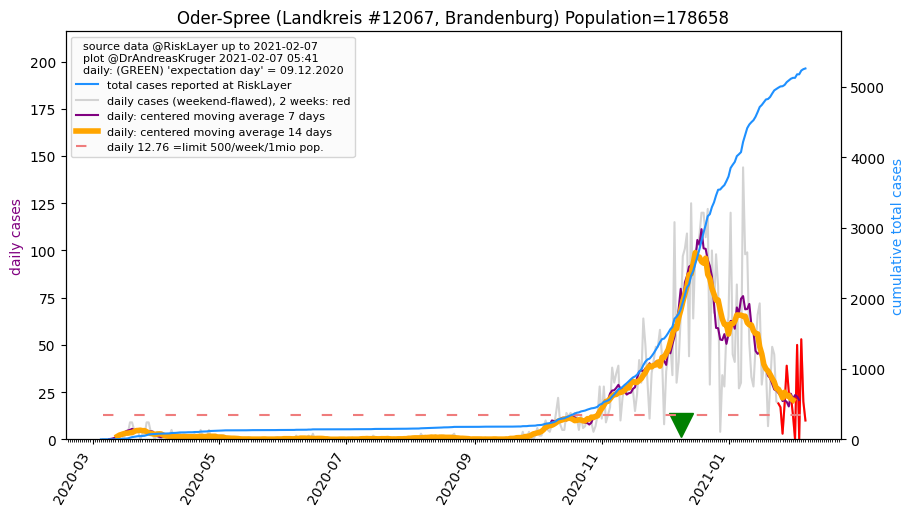 Oder-Spree (Landkreis #12067, Brandenburg) Population=178658
source data @RiskLayer up to 2021-02-07
plot @DrAndreasKruger 2021-02-07 05:41
daily: (GREEN) 'expectation day' = 09.12.2020
total cases reported at RiskLayer
daily cases (weekend-flawed), 2 weeks: red
daily: centered moving average 7 days
daily: centered moving average 14 days
daily 12.76 =limit 500/week/1mio pop.
daily cases
200
175
150
125
100
75
50
25
0
cumulative total cases
5000
4000
3000
2000
1000
0
2020-03
2020-05
2020-07
2020-09
2020-11
2021-01